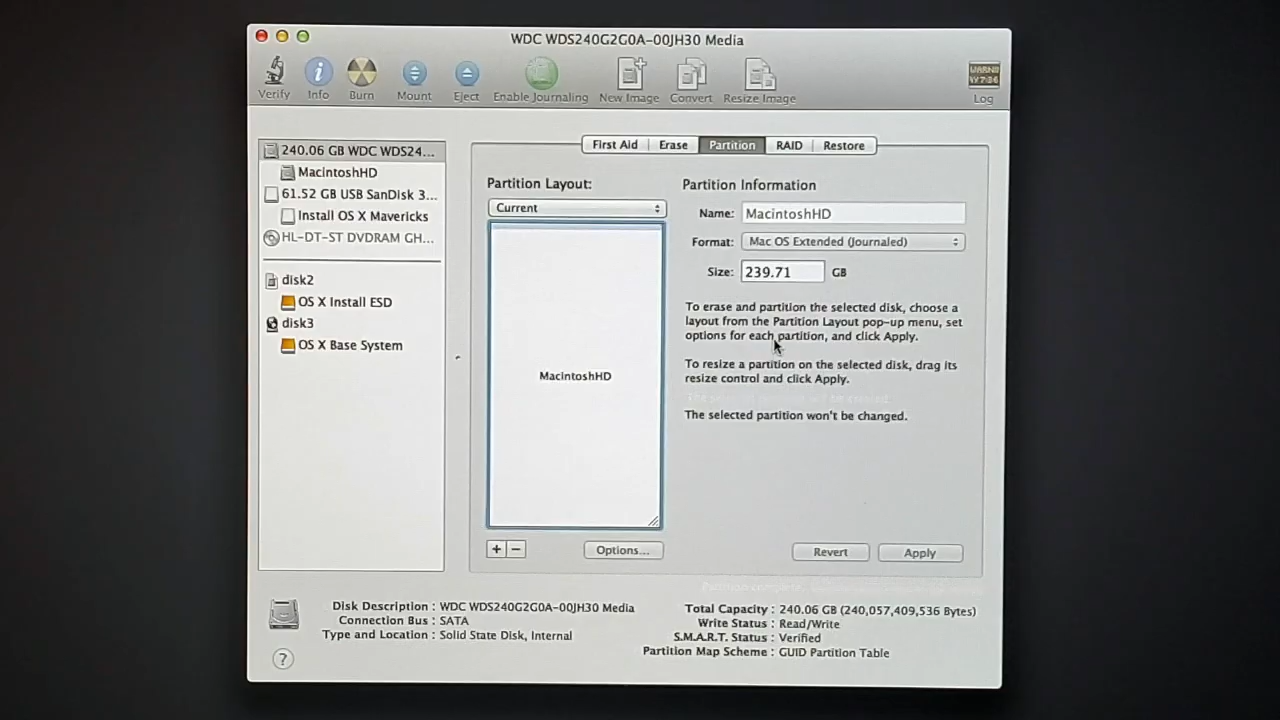 WDC WDS240G2G0A-00JH30 Media
Verify
Info
Burn
Mount
Eject
Enable Journaling
New Image
Convert
Resize Image
Log
240.06 GB WDC WDS24...
MacintoshHD
61.52 GB USB SanDisk 3...
Install OS X Mavericks
HL-DT-ST DVDRAM GH...
disk2
OS X Install ESD
disk3
OS X Base System
First Aid
Erase
Partition
RAID
Restore
Partition Layout:
Current
MacintoshHD
+ −
Options...
Partition Information
Name: MacintoshHD
Format: Mac OS Extended (Journaled)
Size: 239.71 GB
To erase and partition the selected disk, choose a
layout from the Partition Layout pop-up menu, set
options for each partition, and click Apply.
To resize a partition on the selected disk, drag its
resize control and click Apply.
The selected partition won't be changed.
Revert
Apply
Disk Description : WDC WDS240G2G0A-00JH30 Media
Connection Bus : SATA
Type and Location : Solid State Disk, Internal
Total Capacity : 240.06 GB (240,057,409,536 Bytes)
Write Status : Read/Write
S.M.A.R.T. Status : Verified
Partition Map Scheme : GUID Partition Table
?